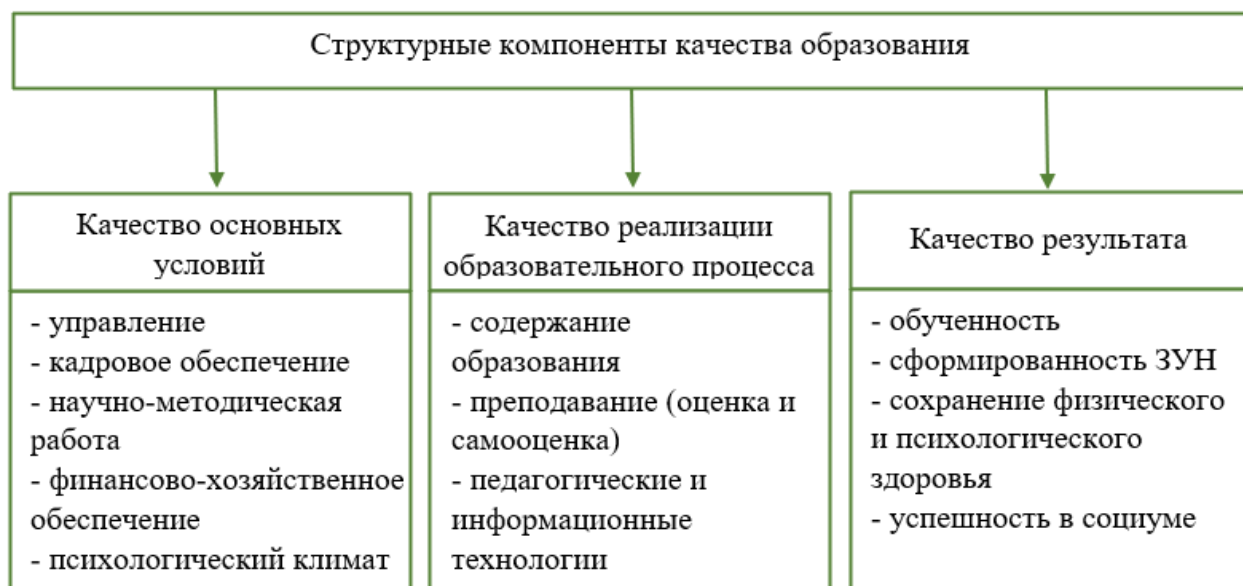 Структурные компоненты качества образования
Качество основных
условий
- управление
- кадровое обеспечение
- научно-методическая
работа
- финансово-хозяйственное
обеспечение
- психологический климат
Качество реализации
образовательного процесса
- содержание
образования
- преподавание (оценка и
самооценка)
- педагогические и
информационные
технологии
Качество результата
- обученность
- сформированность ЗУН
- сохранение физического
и психологического
здоровья
- успешность в социуме